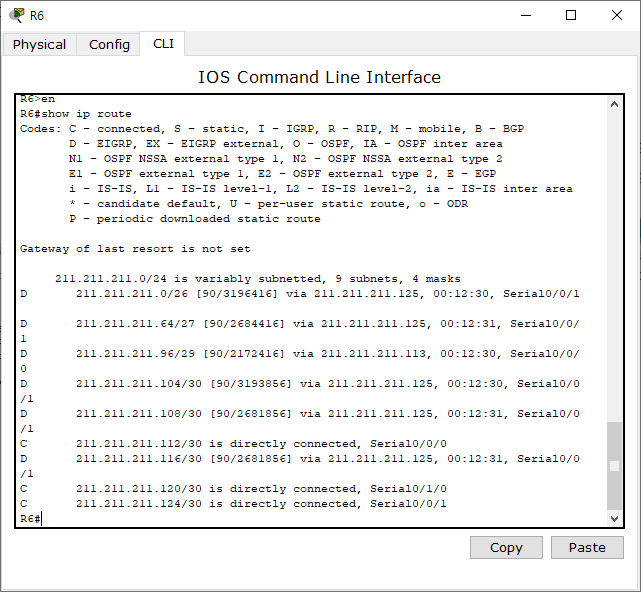 R6
Physical Config CLI
IOS Command Line Interface
R6>en
R6#show ip route
Codes: C - connected, S - static, I - IGRP, R - RIP, M - mobile, B - BGP
D - EIGRP, EX - EIGRP external, O - OSPF, IA - OSPF inter area
N1 - OSPF NSSA external type 1, N2 - OSPF NSSA external type 2
E1 - OSPF external type 1, E2 - OSPF external type 2, E - EGP
i - IS-IS, L1 - IS-IS level-1, L2 - IS-IS level-2, ia - IS-IS inter area
* - candidate default, U - per-user static route, o - ODR
P - periodic downloaded static route
Gateway of last resort is not set
211.211.211.0/24 is variably subnetted, 9 subnets, 4 masks
D 211.211.211.0/26 [90/3196416] via 211.211.211.125, 00:12:30, Serial0/0/1
D 211.211.211.64/27 [90/2684416] via 211.211.211.125, 00:12:31, Serial0/0/
1
D 211.211.211.96/29 [90/2172416] via 211.211.211.113, 00:12:30, Serial0/0/
0
D 211.211.211.104/30 [90/3193856] via 211.211.211.125, 00:12:30, Serial0/0
/1
D 211.211.211.108/30 [90/2681856] via 211.211.211.125, 00:12:31, Serial0/0
/1
C 211.211.211.112/30 is directly connected, Serial0/0/0
D 211.211.211.116/30 [90/2681856] via 211.211.211.125, 00:12:31, Serial0/0
/1
C 211.211.211.120/30 is directly connected, Serial0/1/0
C 211.211.211.124/30 is directly connected, Serial0/0/1
R6#
Copy Paste